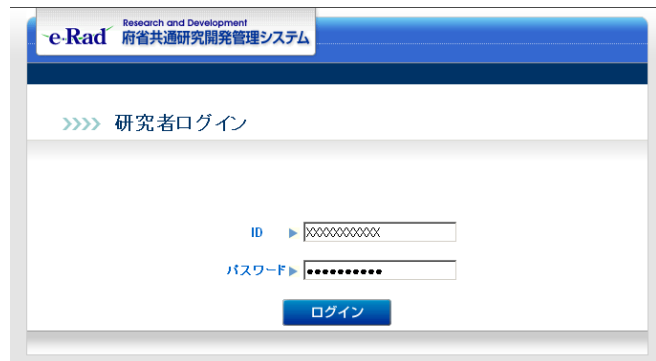 e-Rad Research and Development
府省共通研究開発管理システム
>>>> 研究者ログイン
ID ▶ XXXXXXXXXX
パスワード ▶ ●●●●●●●●●●
ログイン